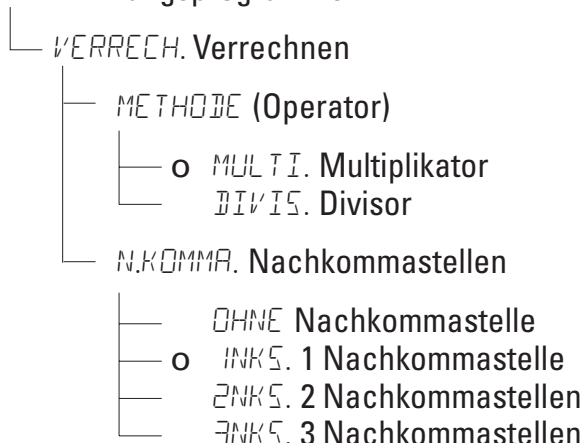 VERRECH. Verrechnen
METHODE (Operator)
o MULTI. Multiplikator
DIVIS. Divisor
N.KOMMA. Nachkommastellen
OHNE Nachkommastelle
o 1NKS. 1 Nachkommastelle
2NKS. 2 Nachkommastellen
3NKS. 3 Nachkommastellen